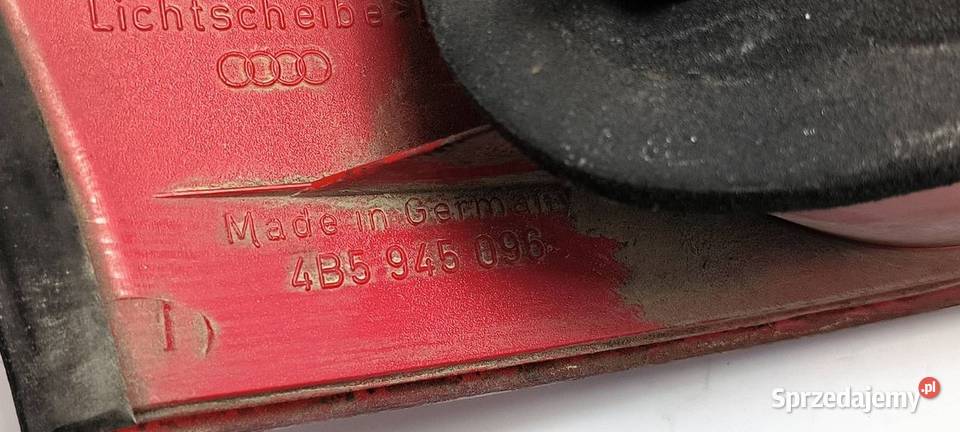 Lichtscheibe
Made in Germany
4B5 945 096
Sprzedajemy.pl